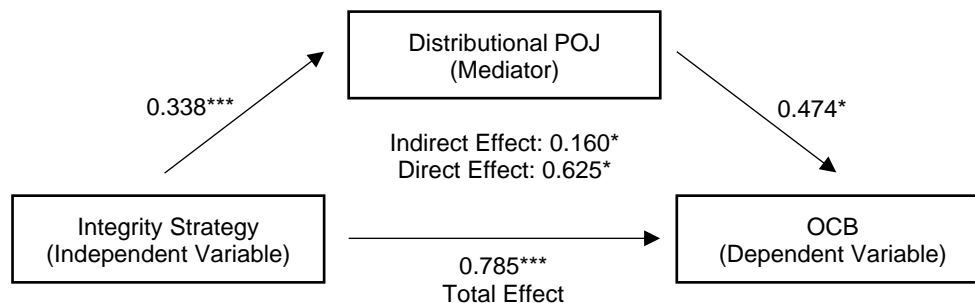 Distributional POJ
(Mediator)
0.338***
0.474*
Indirect Effect: 0.160*
Direct Effect: 0.625*
Integrity Strategy
(Independent Variable)
OCB
(Dependent Variable)
0.785***
Total Effect